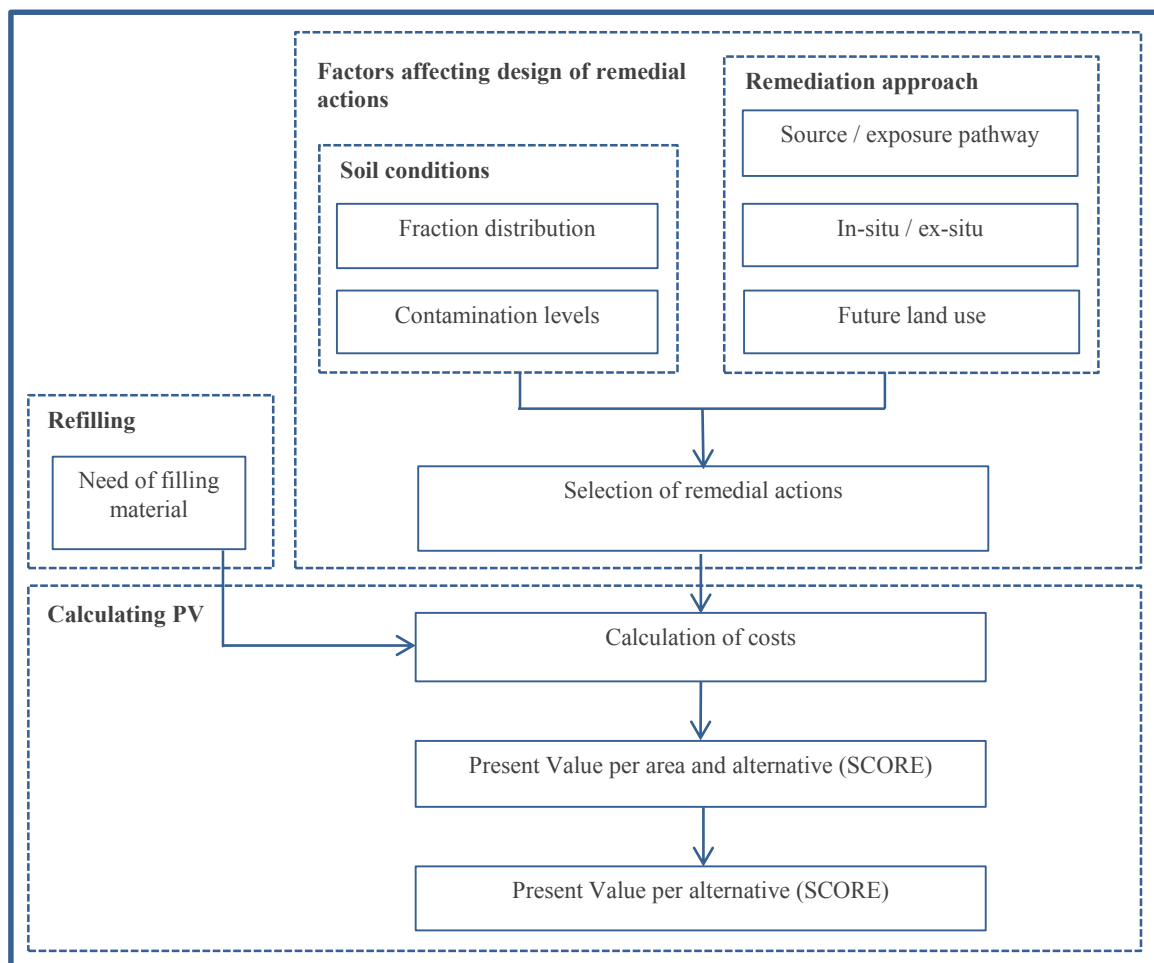 Factors affecting design of remedial
actions
Remediation approach
Source / exposure pathway
Soil conditions
Fraction distribution
In-situ / ex-situ
Contamination levels
Future land use
Refilling
Need of filling
material
Selection of remedial actions
Calculating PV
Calculation of costs
Present Value per area and alternative (SCORE)
Present Value per alternative (SCORE)